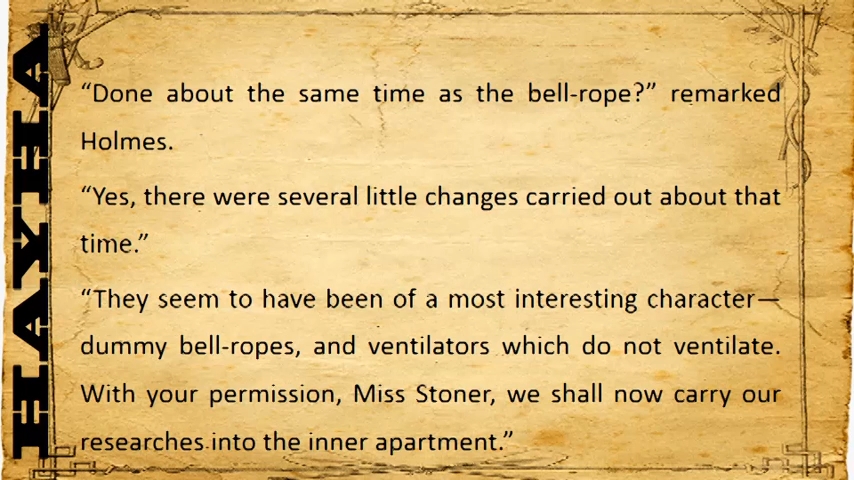 HAYHA
“Done about the same time as the bell-rope?” remarked
Holmes.
“Yes, there were several little changes carried out about that
time.”
“They seem to have been of a most interesting character—
dummy bell-ropes, and ventilators which do not ventilate.
With your permission, Miss Stoner, we shall now carry our
researches into the inner apartment.”